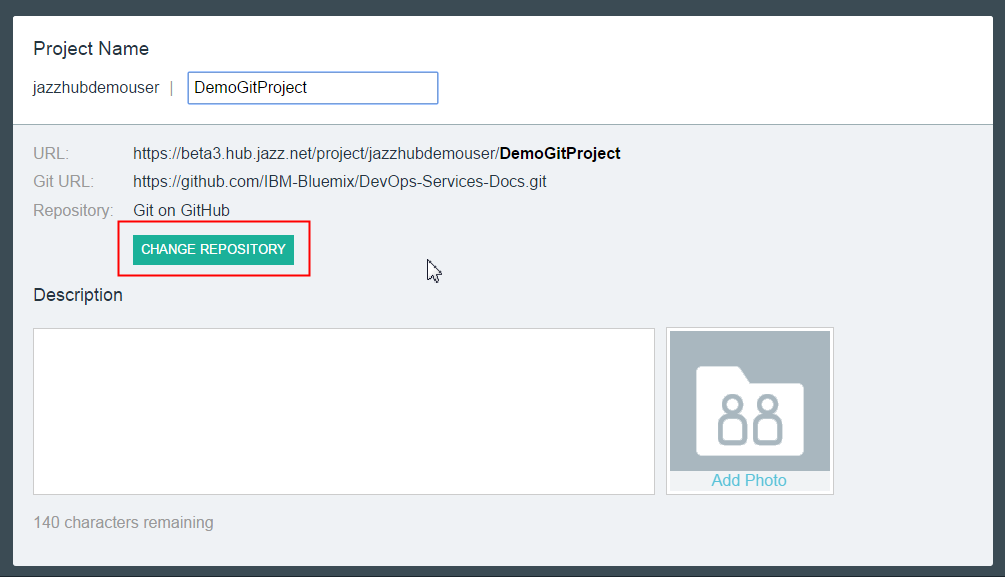 Project Name
jazzhubdemouser | DemoGitProject
URL: https://beta3.hub.jazz.net/project/jazzhubdemouser/DemoGitProject
Git URL: https://github.com/IBM-Bluemix/DevOps-Services-Docs.git
Repository: Git on GitHub
CHANGE REPOSITORY
Description
Add Photo
140 characters remaining